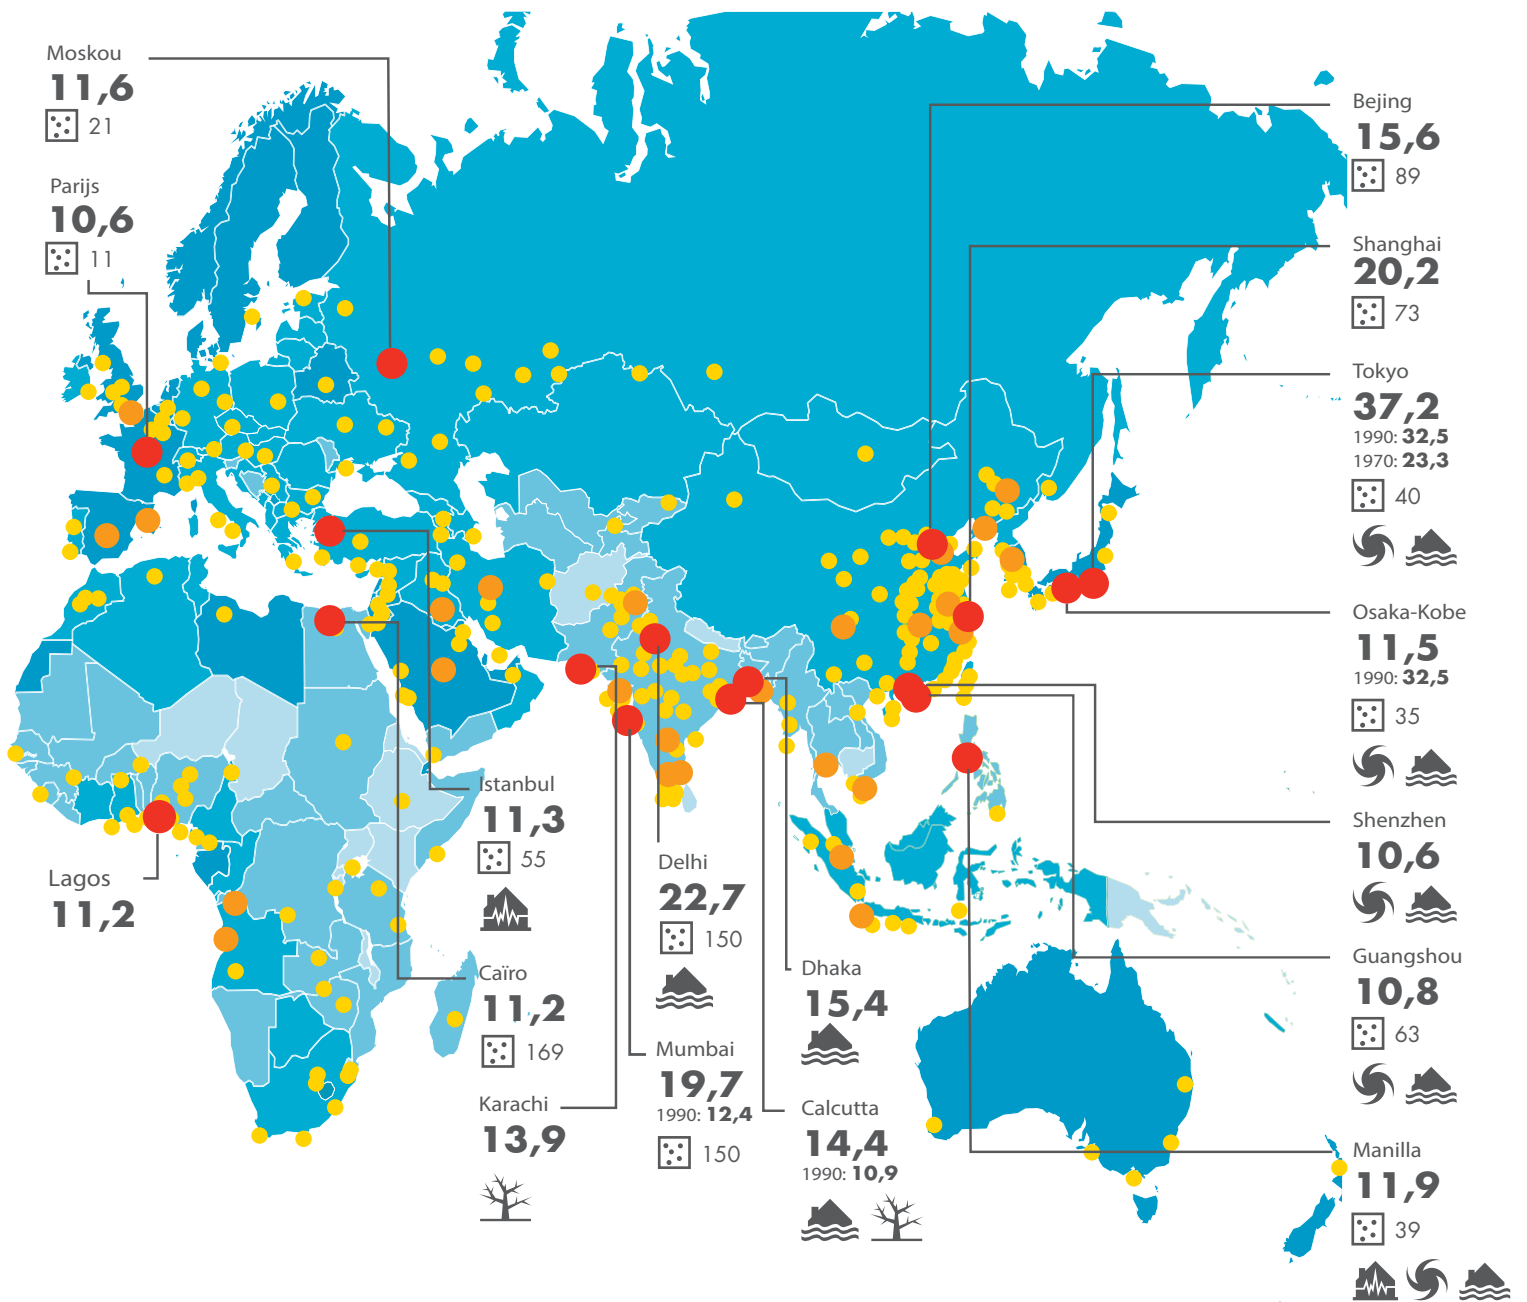 Moskou
11,6
21
Parijs
10,6
11
Bejing
15,6
89
Shanghai
20,2
73
Tokyo
37,2
1990: 32,5
1970: 23,3
40
Osaka-Kobe
11,5
1990: 32,5
35
Shenzhen
10,6
Guangshou
10,8
63
Manilla
11,9
39
Istanbul
11,3
55
Lagos
11,2
Caïro
11,2
169
Karachi
13,9
Delhi
22,7
150
Mumbai
19,7
1990: 12,4
150
Dhaka
15,4
Calcutta
14,4
1990: 10,9